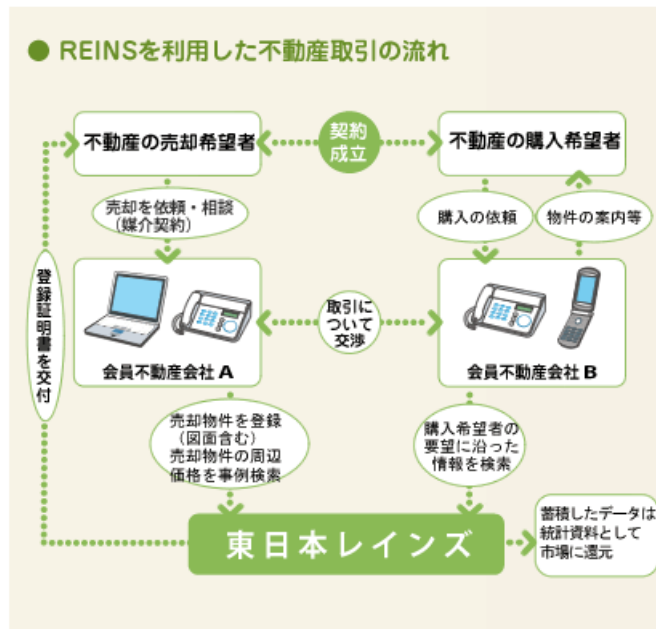 ● REINSを利用した不動産取引の流れ
不動産の売却希望者
契約
成立
不動産の購入希望者
売却を依頼・相談
(媒介契約)
購入の依頼
物件の案内等
登録証明書を交付
会員不動産会社 A
取引に
ついて
交渉
会員不動産会社 B
売却物件を登録
(図面含む)
売却物件の周辺
価格を事例検索
購入希望者の
要望に沿った
情報を検索
東日本レインズ
蓄積したデータは
統計資料として
市場に還元